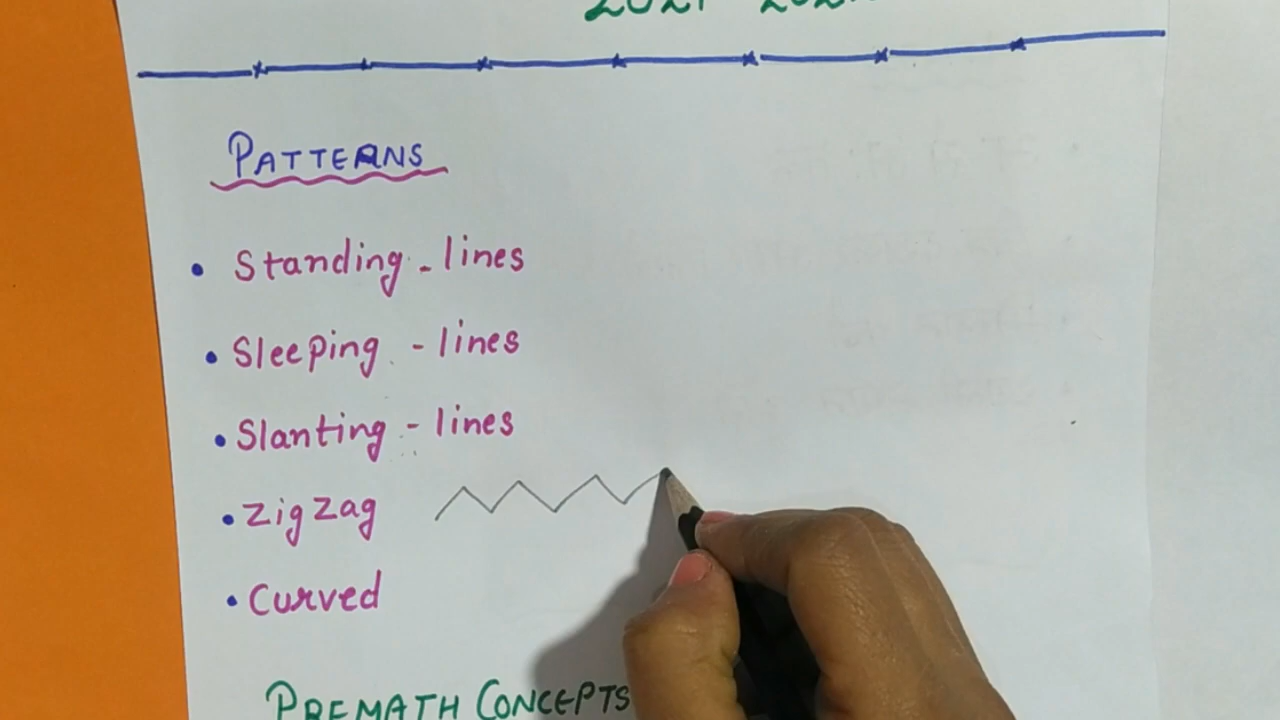 PATTERNS
• Standing - lines
• Sleeping - lines
• Slanting - lines
• Zigzag
• Curved
PREMATH CONCEPTS